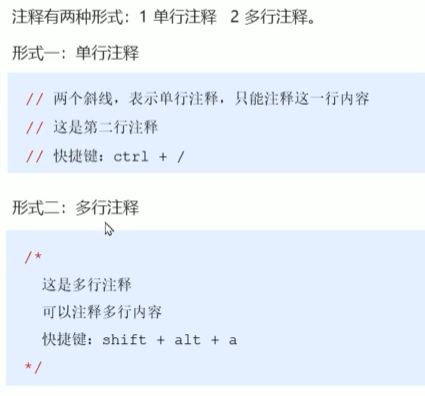 注释有两种形式：1 单行注释 2 多行注释。
形式一：单行注释
// 两个斜线，表示单行注释，只能注释这一行内容
// 这是第二行注释
// 快捷键：ctrl + /
形式二：多行注释
/*
这是多行注释
可以注释多行内容
快捷键：shift + alt + a
*/